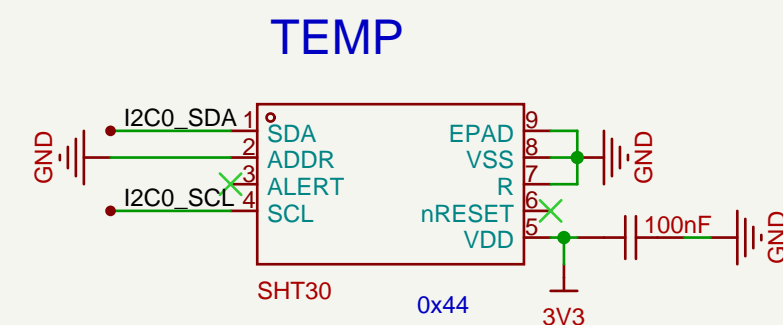 TEMP
I2C0_SDA 1 SDA
GND 2 ADDR
3 ALERT
I2C0_SCL 4 SCL
EPAD 9
VSS 8 GND
R 7
nRESET 6
VDD 5
100nF GND
SHT30
0x44
3V3